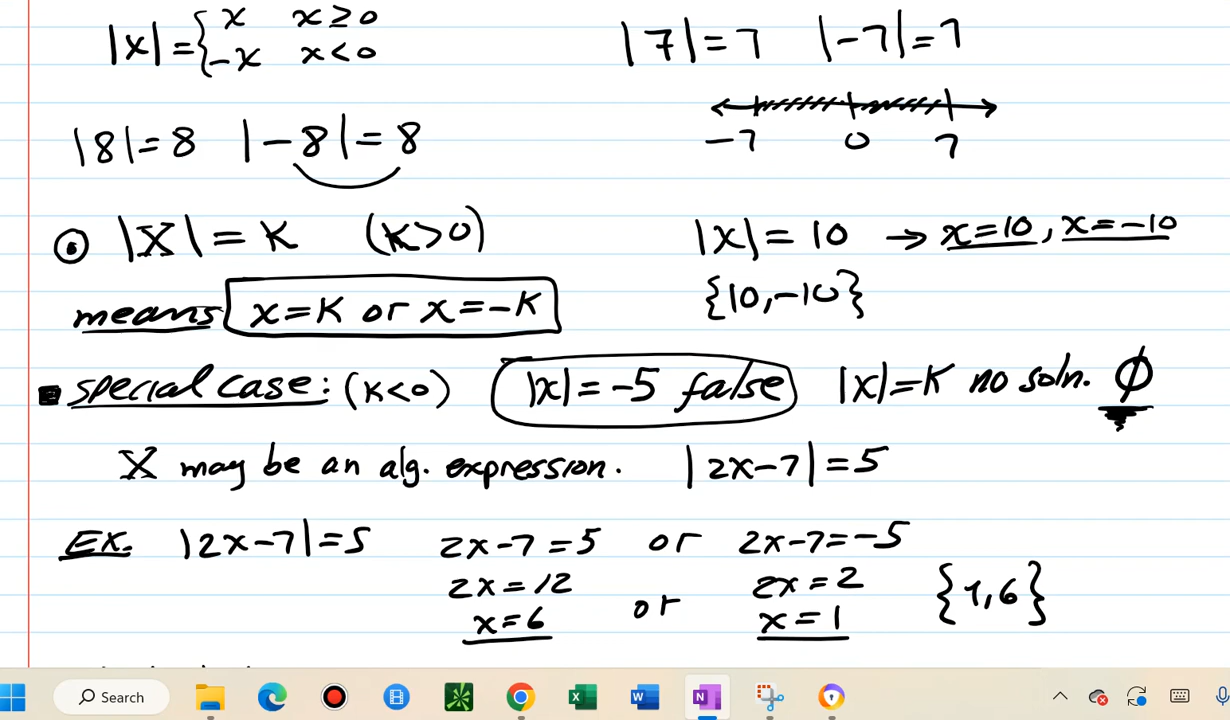 |x| = { x x ≥ 0
-x x < 0
|7| = 7 |-7| = 7
|8| = 8 |-8| = 8
-7 0 7
|X| = K (K>0)
|x| = 10 → x=10, x=-10
means x=K or x=-K
{10,-10}
special case: (K<0) |x| = -5 false |x|=K no soln. ∅
X may be an alg. expression. |2x-7|=5
EX. |2x-7|=5 2x-7=5 or 2x-7=-5
2x=12 or 2x=2
x=6 x=1 {1,6}
Search